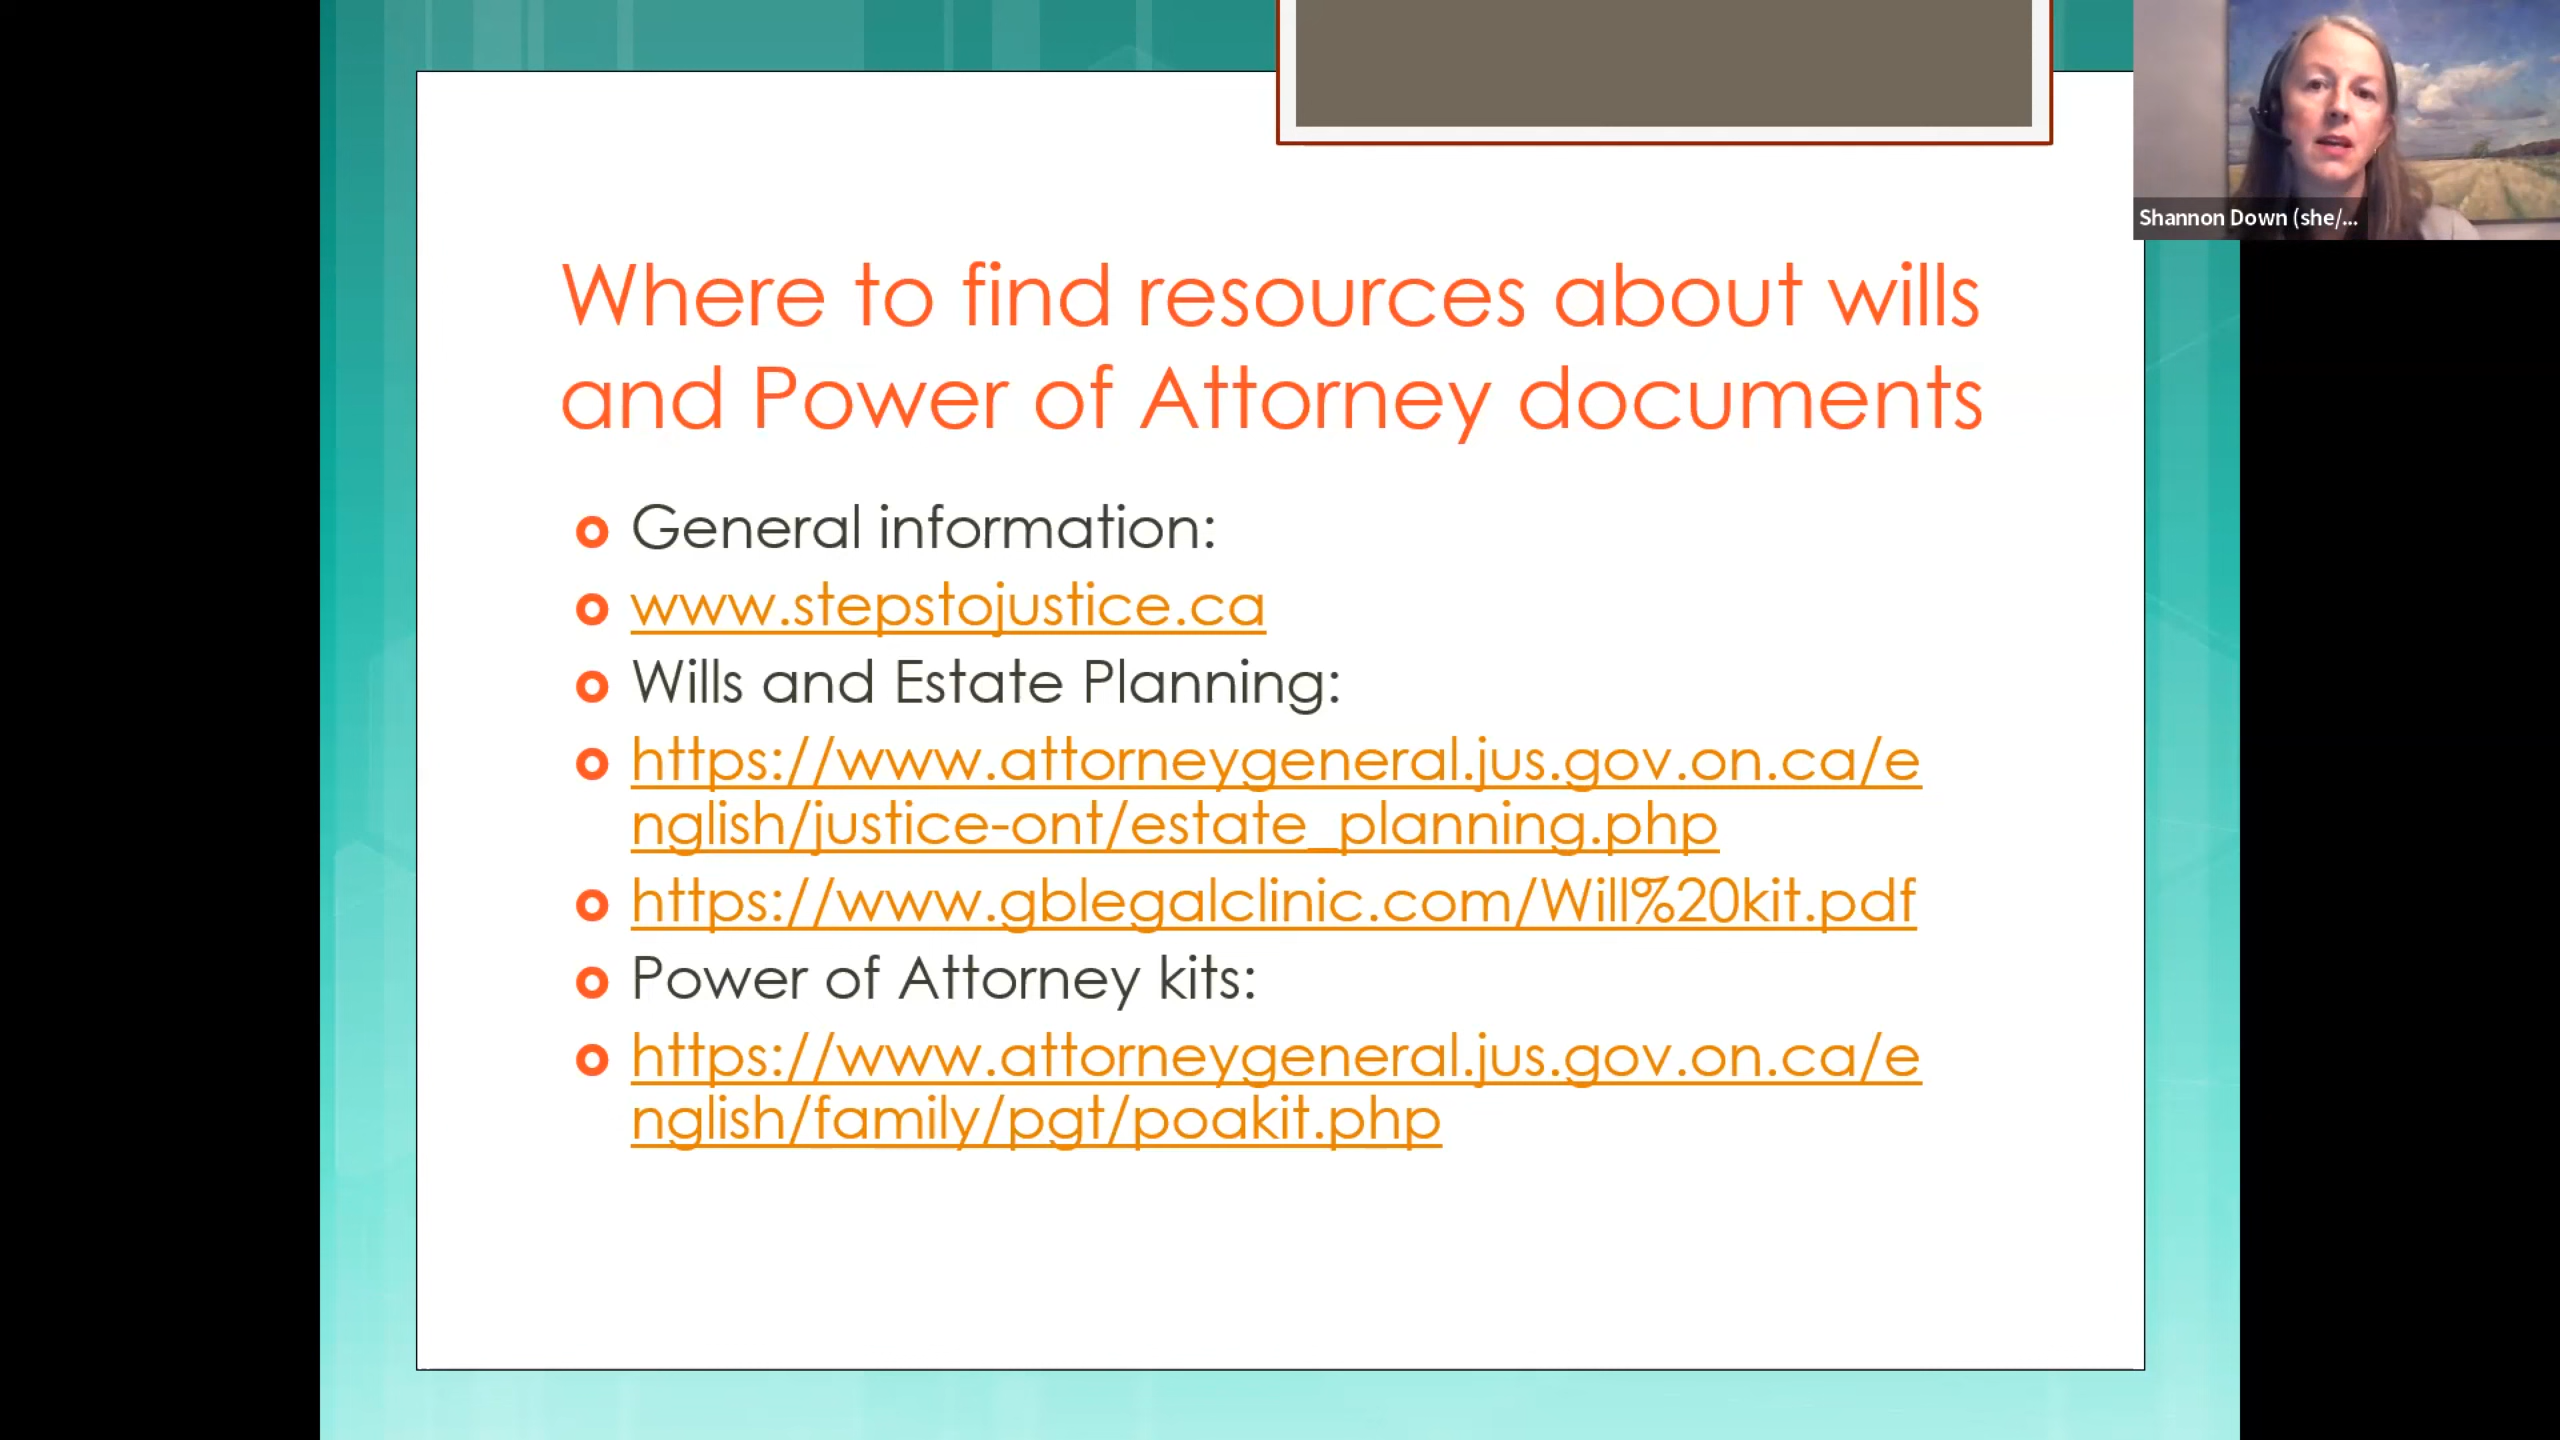 Where to find resources about wills
and Power of Attorney documents
General information:
www.stepstojustice.ca
Wills and Estate Planning:
https://www.attorneygeneral.jus.gov.on.ca/e
nglish/justice-ont/estate_planning.php
https://www.gblegalclinic.com/Will%20kit.pdf
Power of Attorney kits:
https://www.attorneygeneral.jus.gov.on.ca/e
nglish/family/pgt/poakit.php
Shannon Down (she/...